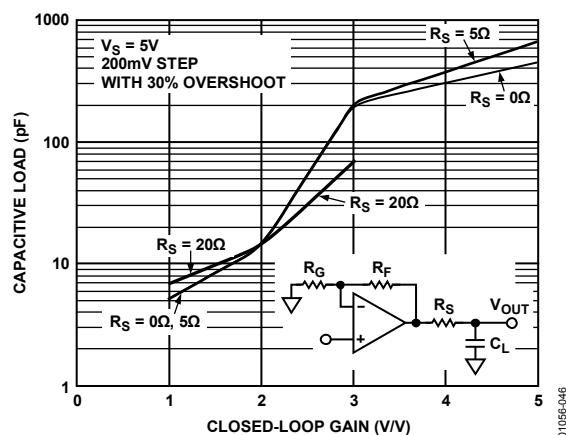 1000
100
10
1
CAPACITIVE LOAD (pF)
VS = 5V
200mV STEP
WITH 30% OVERSHOOT
RS = 5Ω
RS = 0Ω
RS = 20Ω
RS = 20Ω
RS = 0Ω, 5Ω
RG
RF
RS
VOUT
CL
–
+
0 1 2 3 4 5
CLOSED-LOOP GAIN (V/V)
01056-046